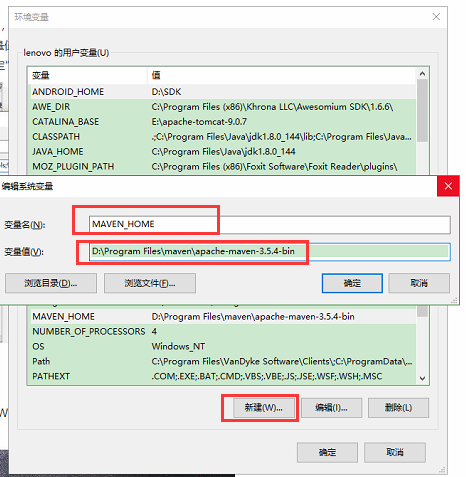 环境变量
lenovo 的用户变量(U)
变量 值
ANDROID_HOME D:\SDK
AWE_DIR C:\Program Files (x86)\Khrona LLC\Awesomium SDK\1.6.6\
CATALINA_BASE E:\apache-tomcat-9.0.7
CLASSPATH .;C:\Program Files\Java\jdk1.8.0_144\lib;C:\Program Files\Java...
JAVA_HOME C:\Program Files\Java\jdk1.8.0_144
MOZ_PLUGIN_PATH C:\Program Files (x86)\Foxit Software\Foxit Reader\plugins\
编辑系统变量
变量名(N): MAVEN_HOME
变量值(V): D:\Program Files\maven\apache-maven-3.5.4-bin
浏览目录(D)... 浏览文件(F)... 确定 取消
MAVEN_HOME D:\Program Files\maven\apache-maven-3.5.4-bin
NUMBER_OF_PROCESSORS 4
OS Windows_NT
Path C:\Program Files\VanDyke Software\Clients\;C:\ProgramData\...
PATHEXT .COM;.EXE;.BAT;.CMD;.VBS;.VBE;.JS;.JSE;.WSF;.WSH;.MSC
新建(W)... 编辑(I)... 删除(L)
确定 取消